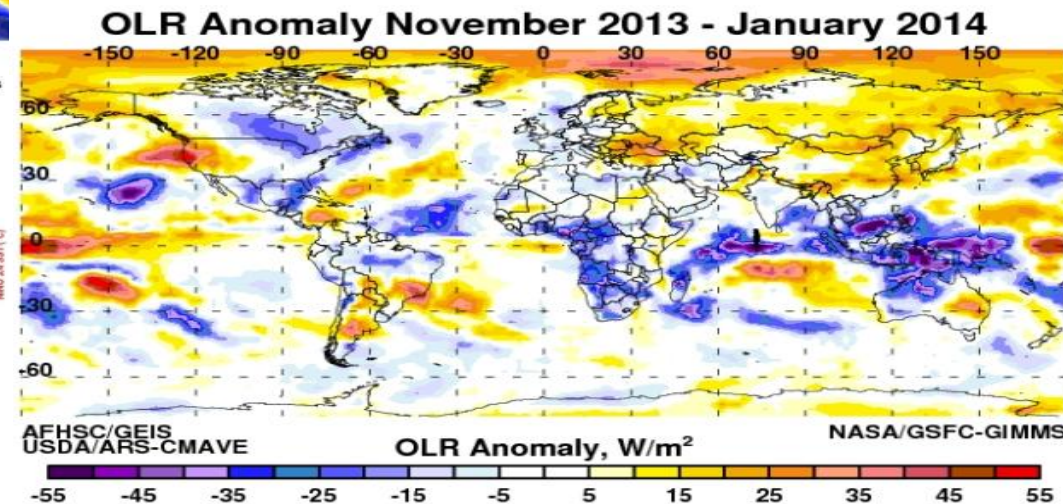 OLR Anomaly November 2013 - January 2014
-150 -120 -90 -60 -30 0 30 60 90 120 150
60
30
0
-30
-60
AFHSC/GEIS
USDA/ARS-CMAVE
OLR Anomaly, W/m²
NASA/GSFC-GIMMS
-55 -45 -35 -25 -15 -5 5 15 25 35 45 55